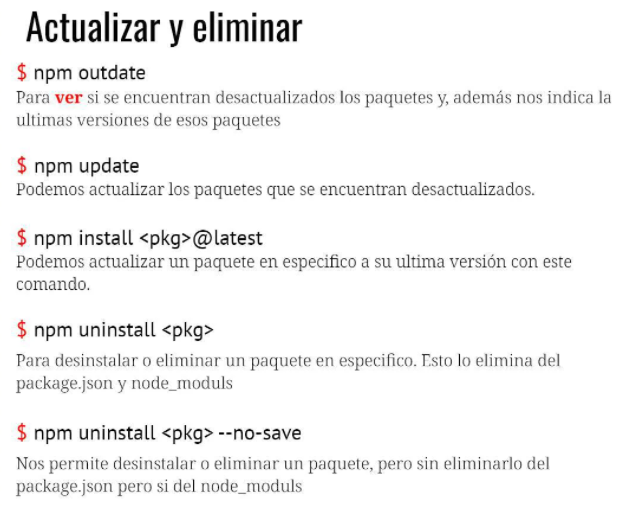 Actualizar y eliminar
$ npm outdate
Para ver si se encuentran desactualizados los paquetes y, además nos indica la
ultimas versiones de esos paquetes
$ npm update
Podemos actualizar los paquetes que se encuentran desactualizados.
$ npm install <pkg>@latest
Podemos actualizar un paquete en especifico a su ultima versión con este
comando.
$ npm uninstall <pkg>
Para desinstalar o eliminar un paquete en especifico. Esto lo elimina del
package.json y node_moduls
$ npm uninstall <pkg> --no-save
Nos permite desinstalar o eliminar un paquete, pero sin eliminarlo del
package.json pero si del node_moduls